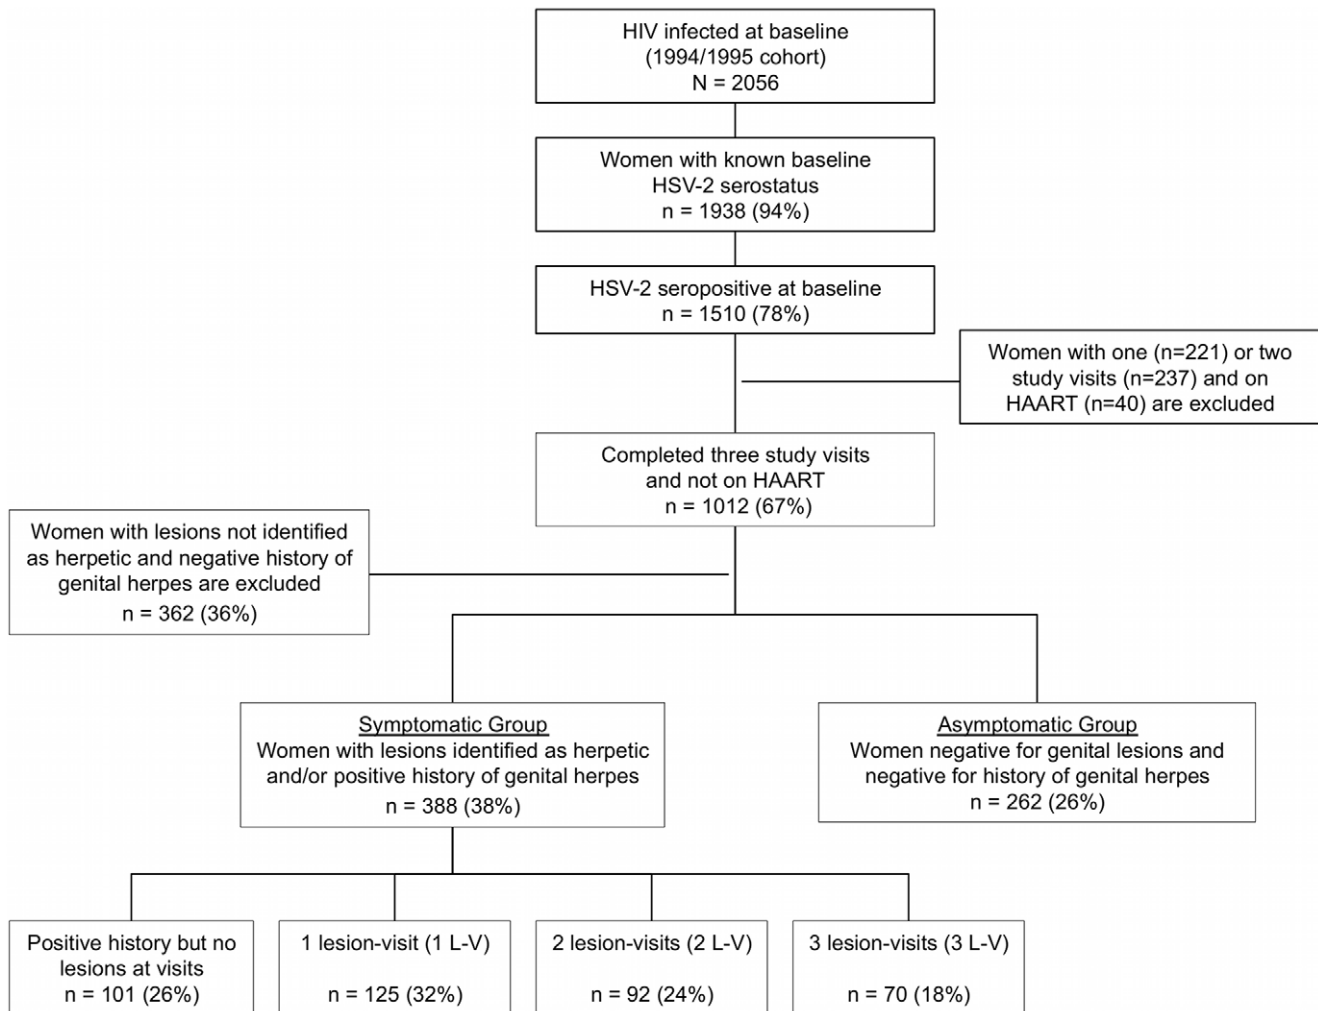 HIV infected at baseline
(1994/1995 cohort)
N = 2056
Women with known baseline
HSV-2 serostatus
n = 1938 (94%)
HSV-2 seropositive at baseline
n = 1510 (78%)
Women with one (n=221) or two
study visits (n=237) and on
HAART (n=40) are excluded
Completed three study visits
and not on HAART
n = 1012 (67%)
Women with lesions not identified
as herpetic and negative history of
genital herpes are excluded
n = 362 (36%)
Symptomatic Group
Women with lesions identified as herpetic
and/or positive history of genital herpes
n = 388 (38%)
Asymptomatic Group
Women negative for genital lesions and
negative for history of genital herpes
n = 262 (26%)
Positive history but no
lesions at visits
n = 101 (26%)
1 lesion-visit (1 L-V)
n = 125 (32%)
2 lesion-visits (2 L-V)
n = 92 (24%)
3 lesion-visits (3 L-V)
n = 70 (18%)